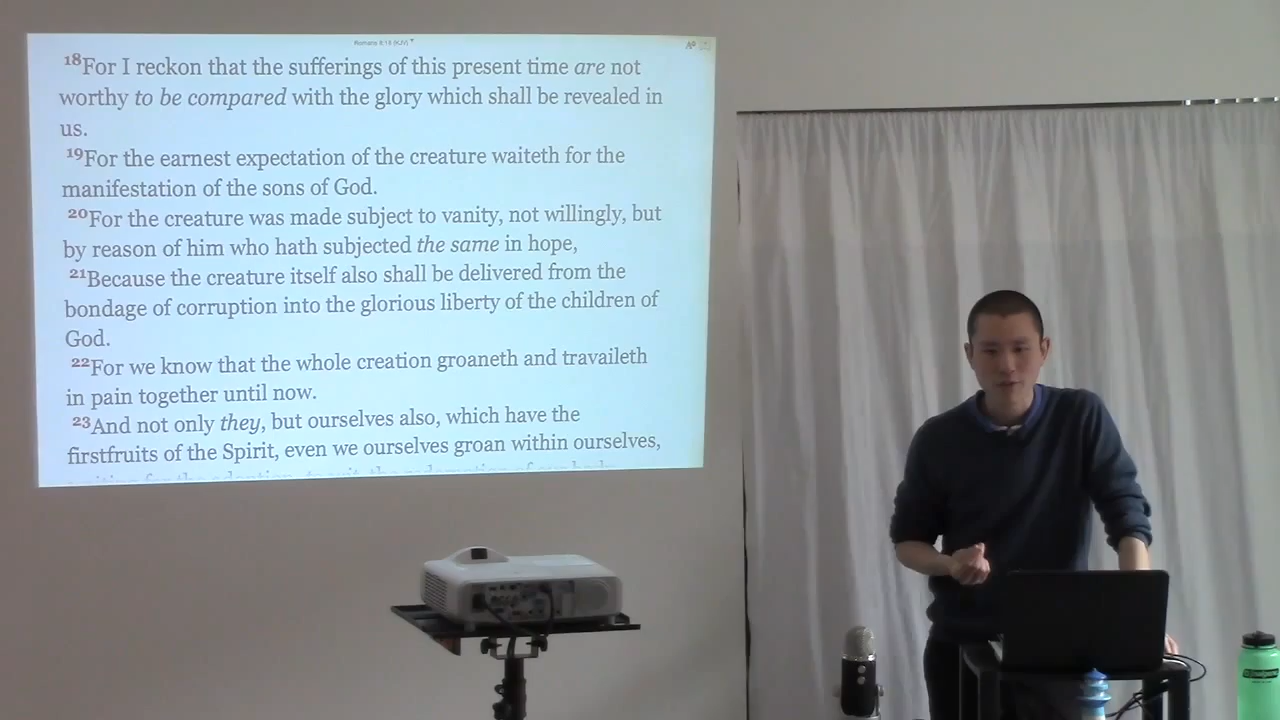 Romans 8:18 (KJV)
18For I reckon that the sufferings of this present time are not
worthy to be compared with the glory which shall be revealed in
us.
19For the earnest expectation of the creature waiteth for the
manifestation of the sons of God.
20For the creature was made subject to vanity, not willingly, but
by reason of him who hath subjected the same in hope,
21Because the creature itself also shall be delivered from the
bondage of corruption into the glorious liberty of the children of
God.
22For we know that the whole creation groaneth and travaileth
in pain together until now.
23And not only they, but ourselves also, which have the
firstfruits of the Spirit, even we ourselves groan within ourselves,